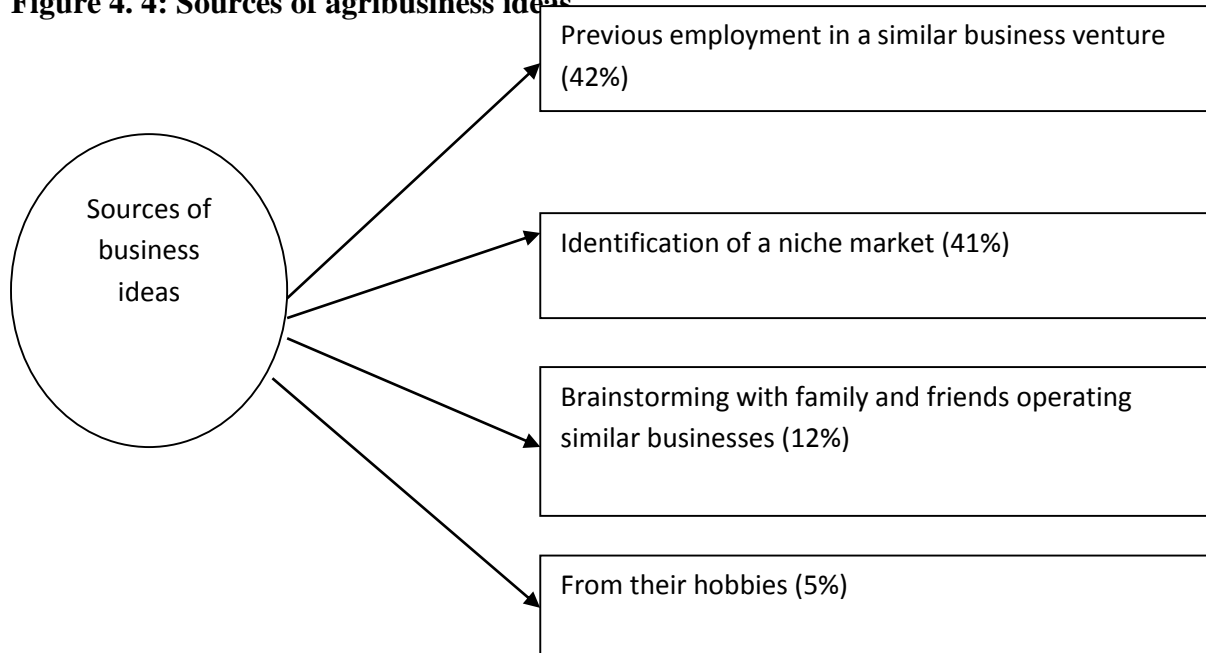 Figure 4. 4: Sources of agribusiness ideas
Previous employment in a similar business venture
(42%)
Sources of
business
ideas
Identification of a niche market (41%)
Brainstorming with family and friends operating
similar businesses (12%)
From their hobbies (5%)